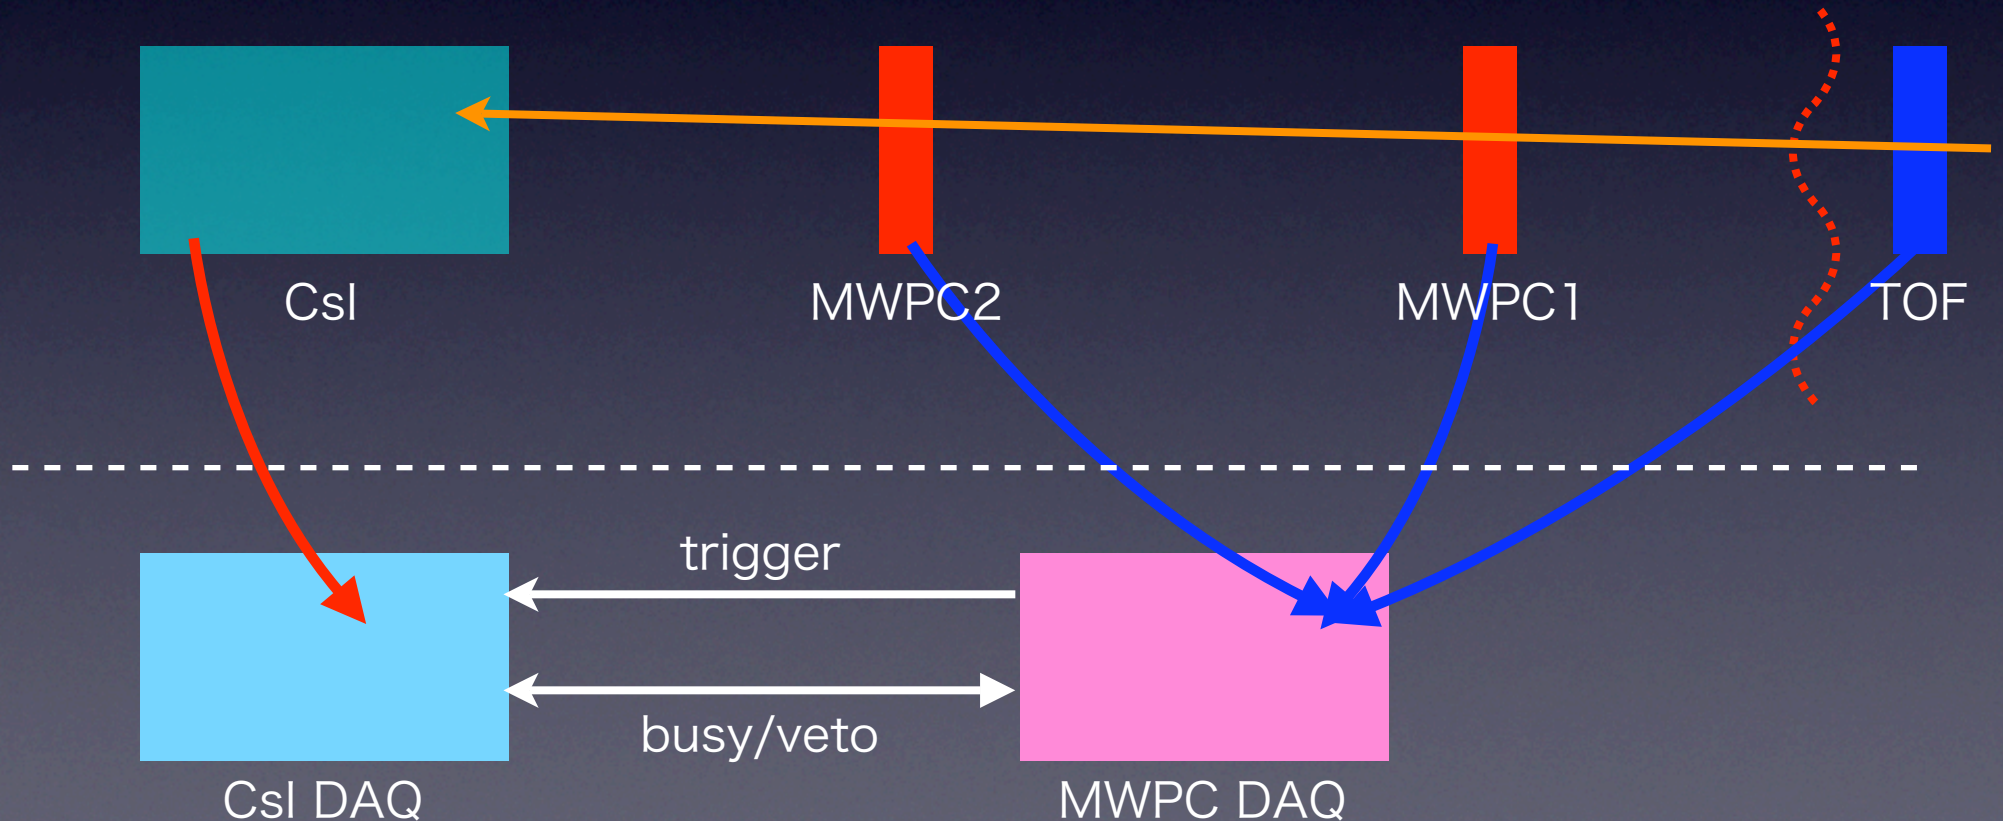 CsI
MWPC2
MWPC1
TOF
trigger
busy/veto
CsI DAQ
MWPC DAQ